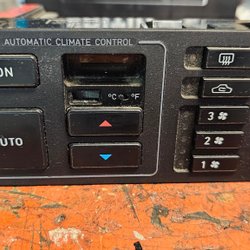 AUTOMATIC CLIMATE CONTROL
ON
°C °F
3
AUTO
2
1